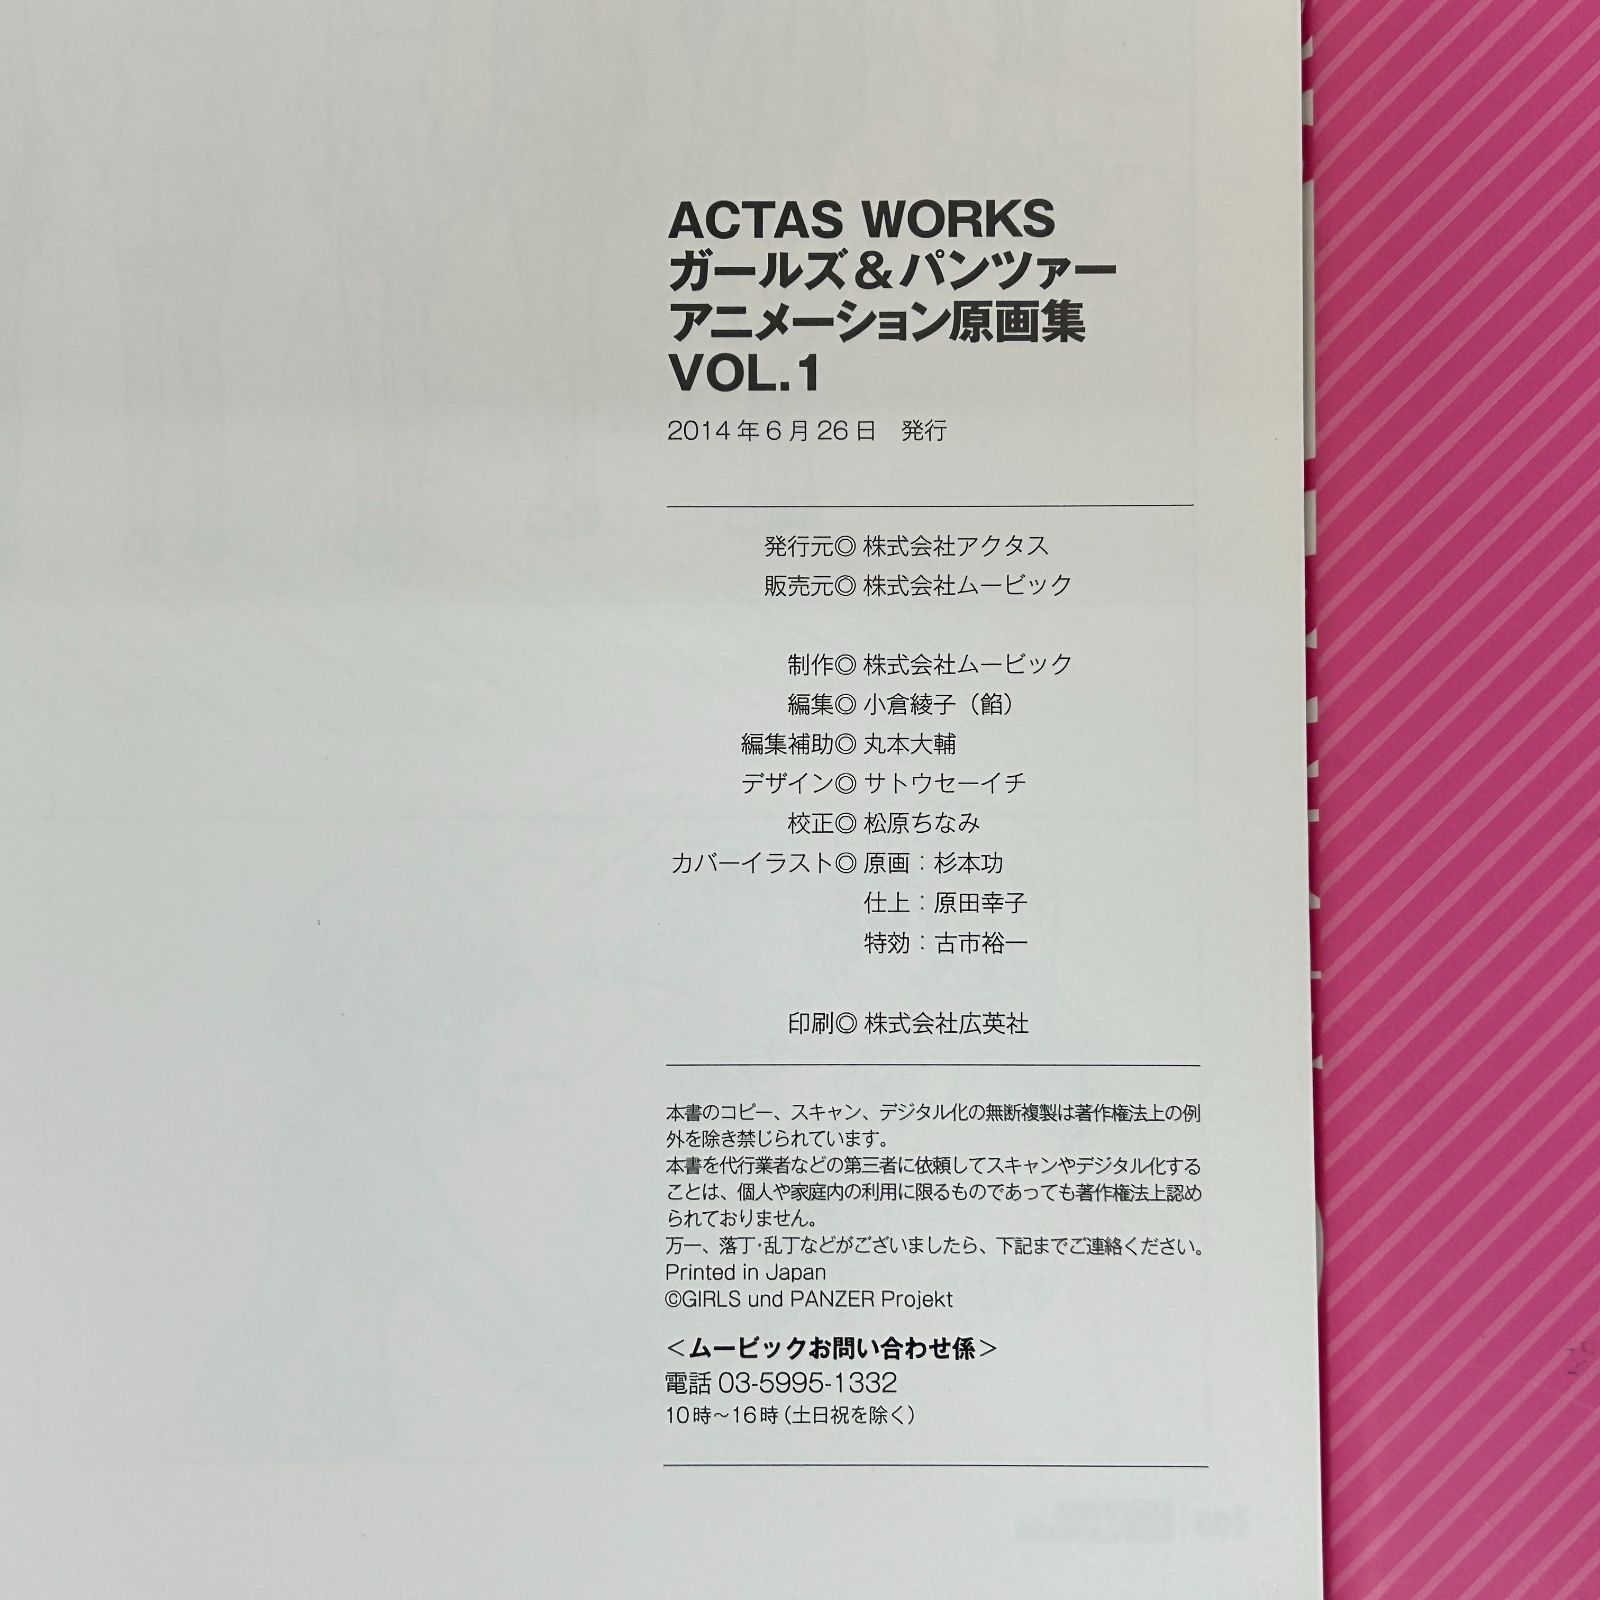 ACTAS WORKS
ガールズ＆パンツァー
アニメーション原画集
VOL.1
2014年6月26日　発行
発行元◎ 株式会社アクタス
販売元◎ 株式会社ムービック
制作◎ 株式会社ムービック
編集◎ 小倉綾子（餡）
編集補助◎ 丸本大輔
デザイン◎ サトウセーイチ
校正◎ 松原ちなみ
カバーイラスト◎ 原画：杉本功
仕上：原田幸子
特効：古市裕一
印刷◎ 株式会社広英社
本書のコピー、スキャン、デジタル化の無断複製は著作権法上の例
外を除き禁じられています。
本書を代行業者などの第三者に依頼してスキャンやデジタル化する
ことは、個人や家庭内の利用に限るものであっても著作権法上認め
られておりません。
万一、落丁・乱丁などがございましたら、下記までご連絡ください。
Printed in Japan
©GIRLS und PANZER Projekt
＜ムービックお問い合わせ係＞
電話 03-5995-1332
10時〜16時（土日祝を除く）